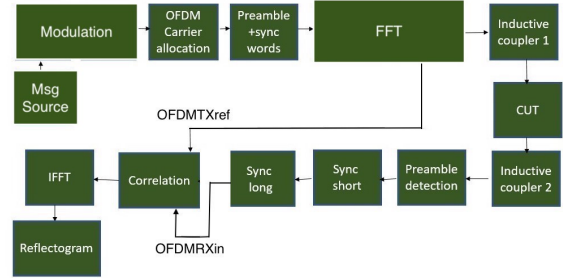 Modulation
OFDM
Carrier
allocation
Preamble
+sync
words
FFT
Inductive
coupler 1
Msg
Source
CUT
OFDMTXref
IFFT
Correlation
Sync
long
Sync
short
Preamble
detection
Inductive
coupler 2
Reflectogram
OFDMRXin